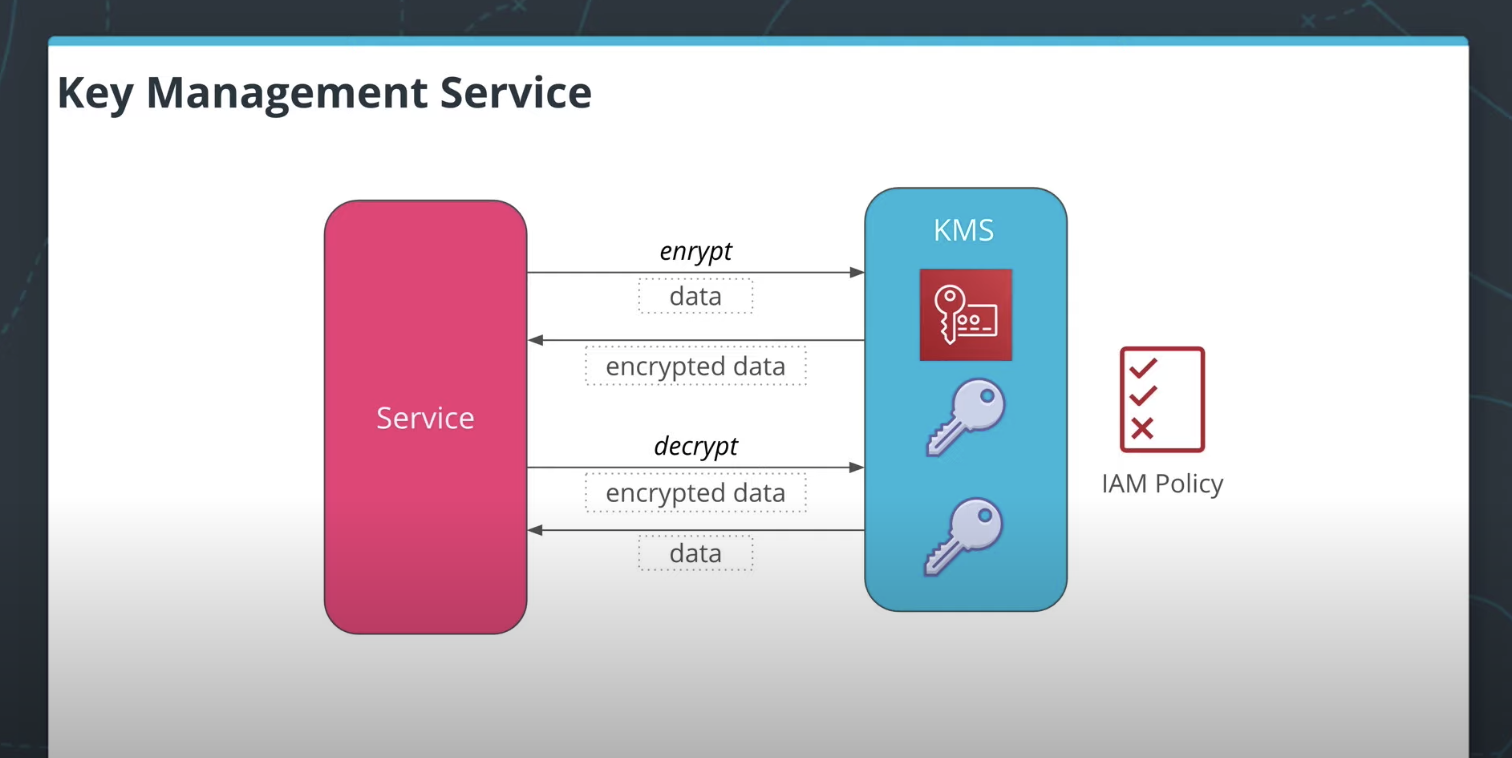 Key Management Service
KMS
enrypt
data
encrypted data
Service
decrypt
encrypted data
data
IAM Policy